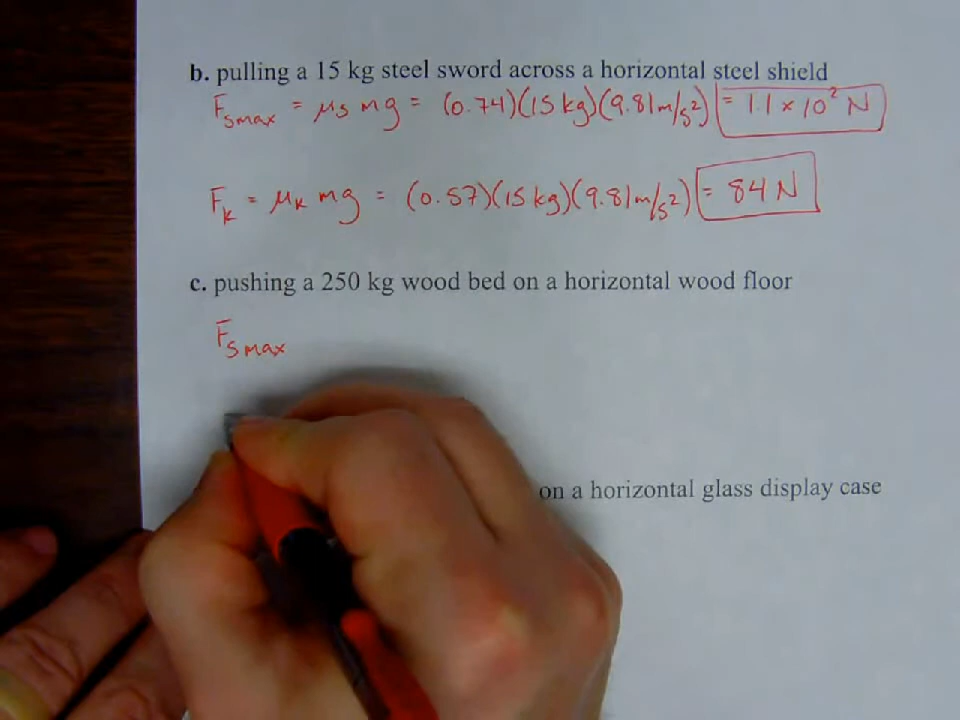 b. pulling a 15 kg steel sword across a horizontal steel shield
Fsmax = μs mg = (0.74)(15 kg)(9.81 m/s²) = 1.1 × 10² N
Fk = μk mg = (0.57)(15 kg)(9.81 m/s²) = 84 N
c. pushing a 250 kg wood bed on a horizontal wood floor
Fsmax
on a horizontal glass display case